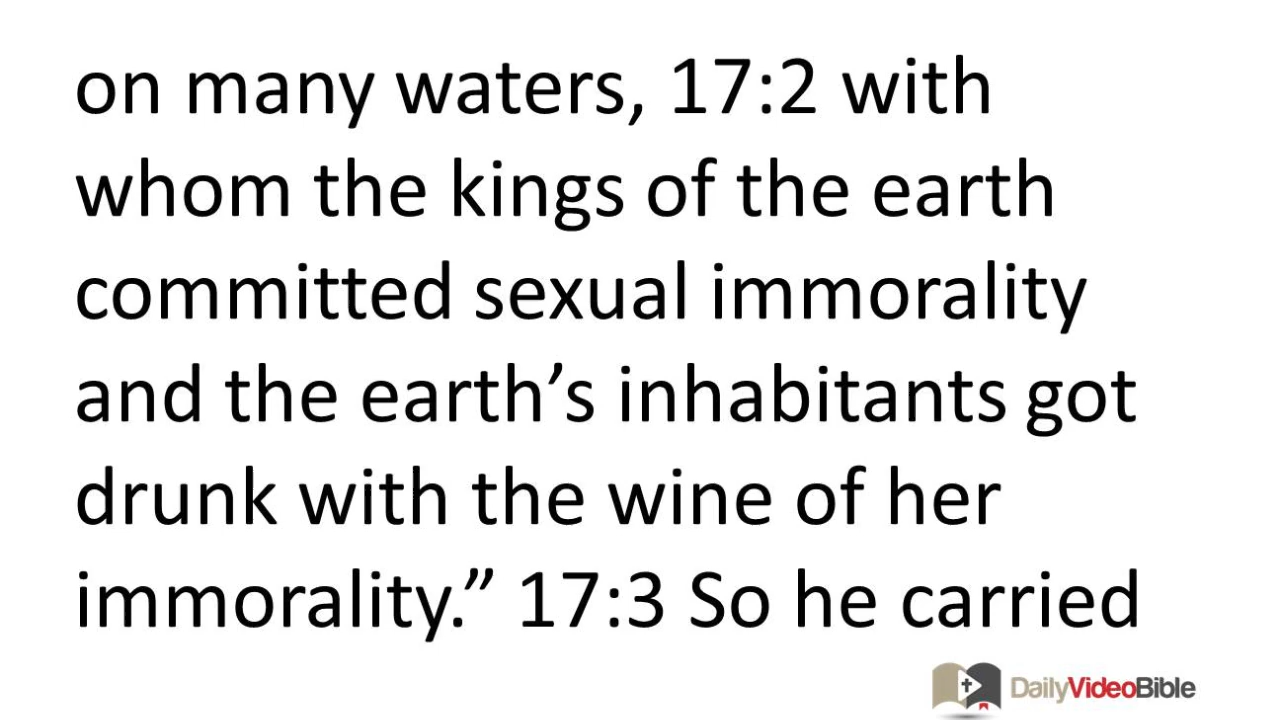 on many waters, 17:2 with
whom the kings of the earth
committed sexual immorality
and the earth’s inhabitants got
drunk with the wine of her
immorality.” 17:3 So he carried
DailyVideoBible